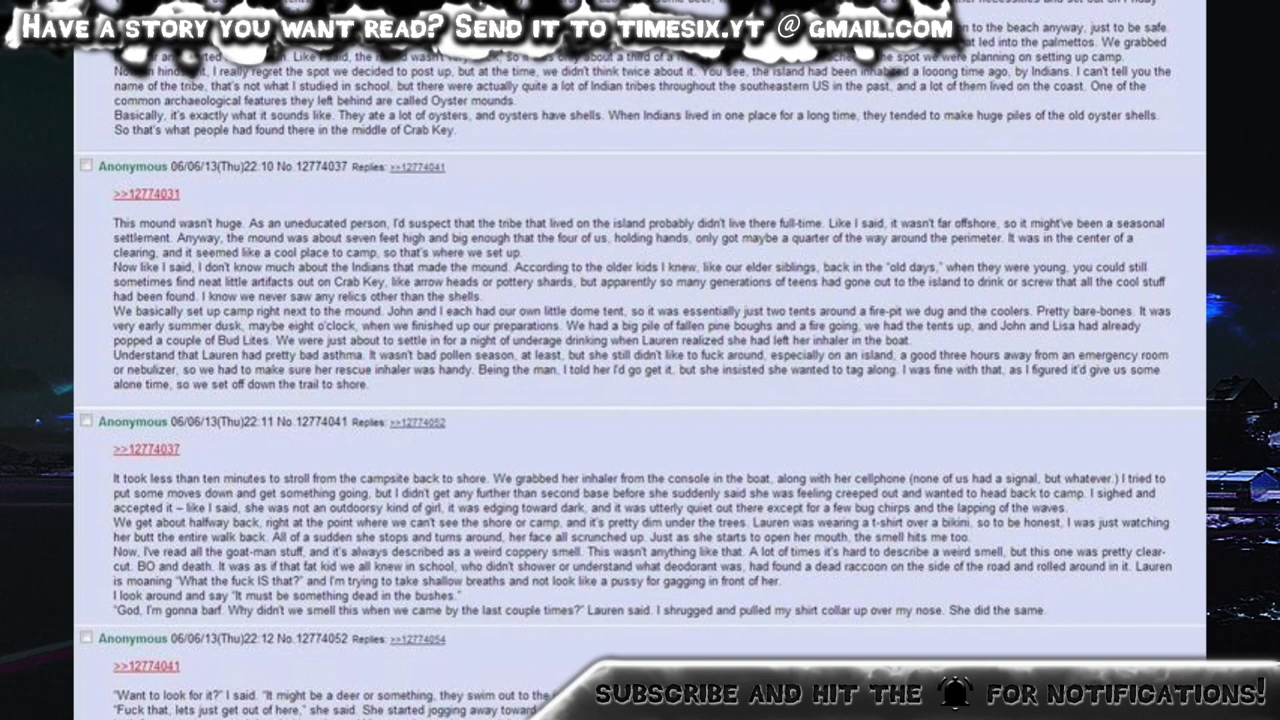 Have a story you want read? Send it to timesix.yt @ gmail.com
n to the beach anyway, just to be safe.
at led into the palmettos. We grabbed
the spot we were planning on setting up camp.
I really regret the spot we decided to post up, but at the time, we didn't think twice about it. You see, the island had been inhabited a looong time ago, by Indians. I can't tell you the
name of the tribe, that's not what I studied in school, but there were actually quite a lot of Indian tribes throughout the southeastern US in the past, and a lot of them lived on the coast. One of the
common archaeological features they left behind are called Oyster mounds.
Basically, it's exactly what it sounds like. They ate a lot of oysters, and oysters have shells. When Indians lived in one place for a long time, they tended to make huge piles of the old oyster shells.
So that's what people had found there in the middle of Crab Key.
Anonymous 06/06/13(Thu)22:10 No.12774037 Replies: >>12774041
>>12774031
This mound wasn't huge. As an uneducated person, I'd suspect that the tribe that lived on the island probably didn't live there full-time. Like I said, it wasn't far offshore, so it might've been a seasonal
settlement. Anyway, the mound was about seven feet high and big enough that the four of us, holding hands, only got maybe a quarter of the way around the perimeter. It was in the center of a
clearing, and it seemed like a cool place to camp, so that's where we set up.
Now like I said, I don't know much about the Indians that made the mound. According to the older kids I knew, like our elder siblings, back in the "old days," when they were young, you could still
sometimes find neat little artifacts out on Crab Key, like arrow heads or pottery shards, but apparently so many generations of teens had gone out to the island to drink or screw that all the cool stuff
had been found. I know we never saw any relics other than the shells.
We basically set up camp right next to the mound. John and I each had our own little dome tent, so it was essentially just two tents around a fire-pit we dug and the coolers. Pretty bare-bones. It was
very early summer dusk, maybe eight o'clock, when we finished up our preparations. We had a big pile of fallen pine boughs and a fire going, we had the tents up, and John and Lisa had already
popped a couple of Bud Lites. We were just about to settle in for a night of underage drinking when Lauren realized she had left her inhaler in the boat.
Understand that Lauren had pretty bad asthma. It wasn't bad pollen season, at least, but she still didn't like to fuck around, especially on an island, a good three hours away from an emergency room
or nebulizer, so we had to make sure her rescue inhaler was handy. Being the man, I told her I'd go get it, but she insisted she wanted to tag along. I was fine with that, as I figured it'd give us some
alone time, so we set off down the trail to shore.
Anonymous 06/06/13(Thu)22:11 No.12774041 Replies: >>12774052
>>12774037
It took less than ten minutes to stroll from the campsite back to shore. We grabbed her inhaler from the console in the boat, along with her cellphone (none of us had a signal, but whatever.) I tried to
put some moves down and get something going, but I didn't get any further than second base before she suddenly said she was feeling creeped out and wanted to head back to camp. I sighed and
accepted it – like I said, she was not an outdoorsy kind of girl, it was edging toward dark, and it was utterly quiet out there except for a few bug chirps and the lapping of the waves.
We get about halfway back, right at the point where we can't see the shore or camp, and it's pretty dim under the trees. Lauren was wearing a t-shirt over a bikini, so to be honest, I was just watching
her butt the entire walk back. All of a sudden she stops and turns around, her face all scrunched up. Just as she starts to open her mouth, the smell hits me too.
Now, I've read all the goat-man stuff, and it's always described as a weird coppery smell. This wasn't anything like that. A lot of times it's hard to describe a weird smell, but this one was pretty clear-
cut. BO and death. It was as if that fat kid we all knew in school, who didn't shower or understand what deodorant was, had found a dead raccoon on the side of the road and rolled around in it. Lauren
is moaning "What the fuck IS that?" and I'm trying to take shallow breaths and not look like a pussy for gagging in front of her.
I look around and say "It must be something dead in the bushes."
"God, I'm gonna barf. Why didn't we smell this when we came by the last couple times?" Lauren said. I shrugged and pulled my shirt collar up over my nose. She did the same.
Anonymous 06/06/13(Thu)22:12 No.12774052 Replies: >>12774054
>>12774041
"Want to look for it?" I said. "It might be a deer or something, they swim out to the
"Fuck that, lets just get out of here," she said. She started jogging away toward
Subscribe and hit the for notifications!